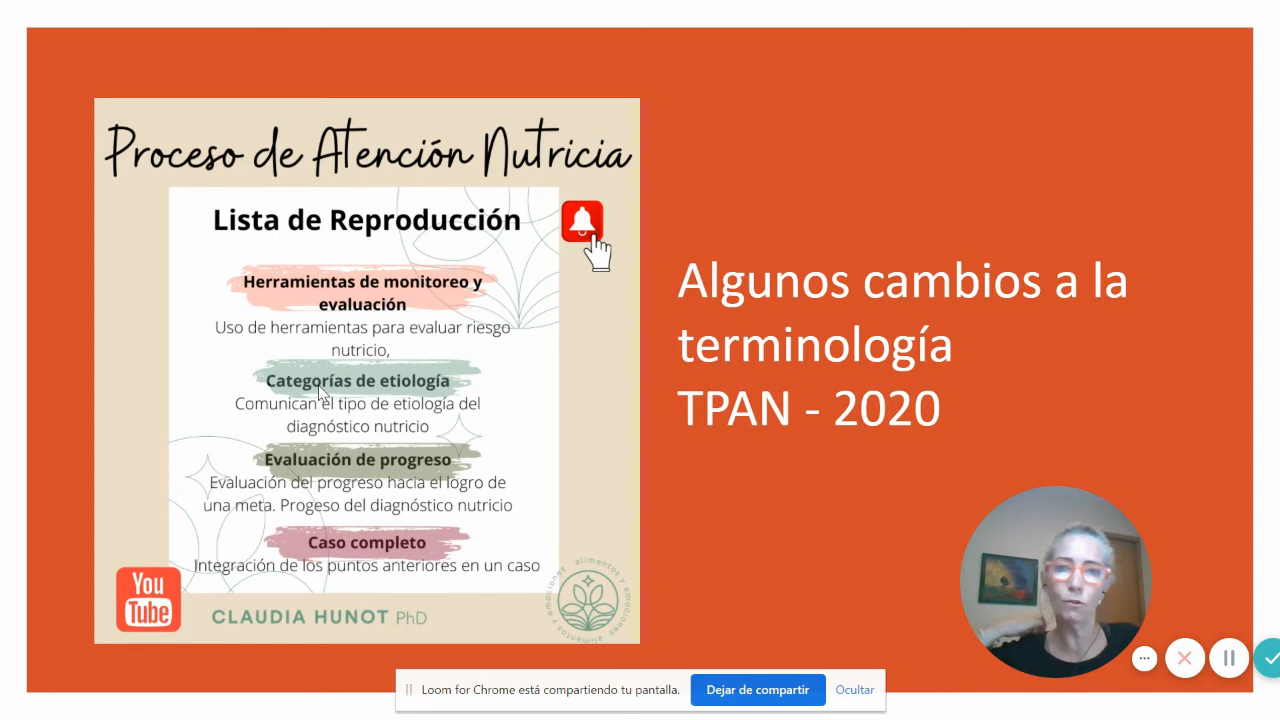 Proceso de Atención Nutricia
Lista de Reproducción
Herramientas de monitoreo y
evaluación
Uso de herramientas para evaluar riesgo
nutricio,
Categorías de etiología
Comunican el tipo de etiología del
diagnóstico nutricio
Evaluación de progreso
Evaluación del progreso hacia el logro de
una meta. Progeso del diagnóstico nutricio
Caso completo
Integración de los puntos anteriores en un caso
You
Tube
CLAUDIA HUNOT PhD
alimentos y emociones alimentos y emociones
Algunos cambios a la
terminología
TPAN - 2020
Loom for Chrome está compartiendo tu pantalla.
Dejar de compartir
Ocultar